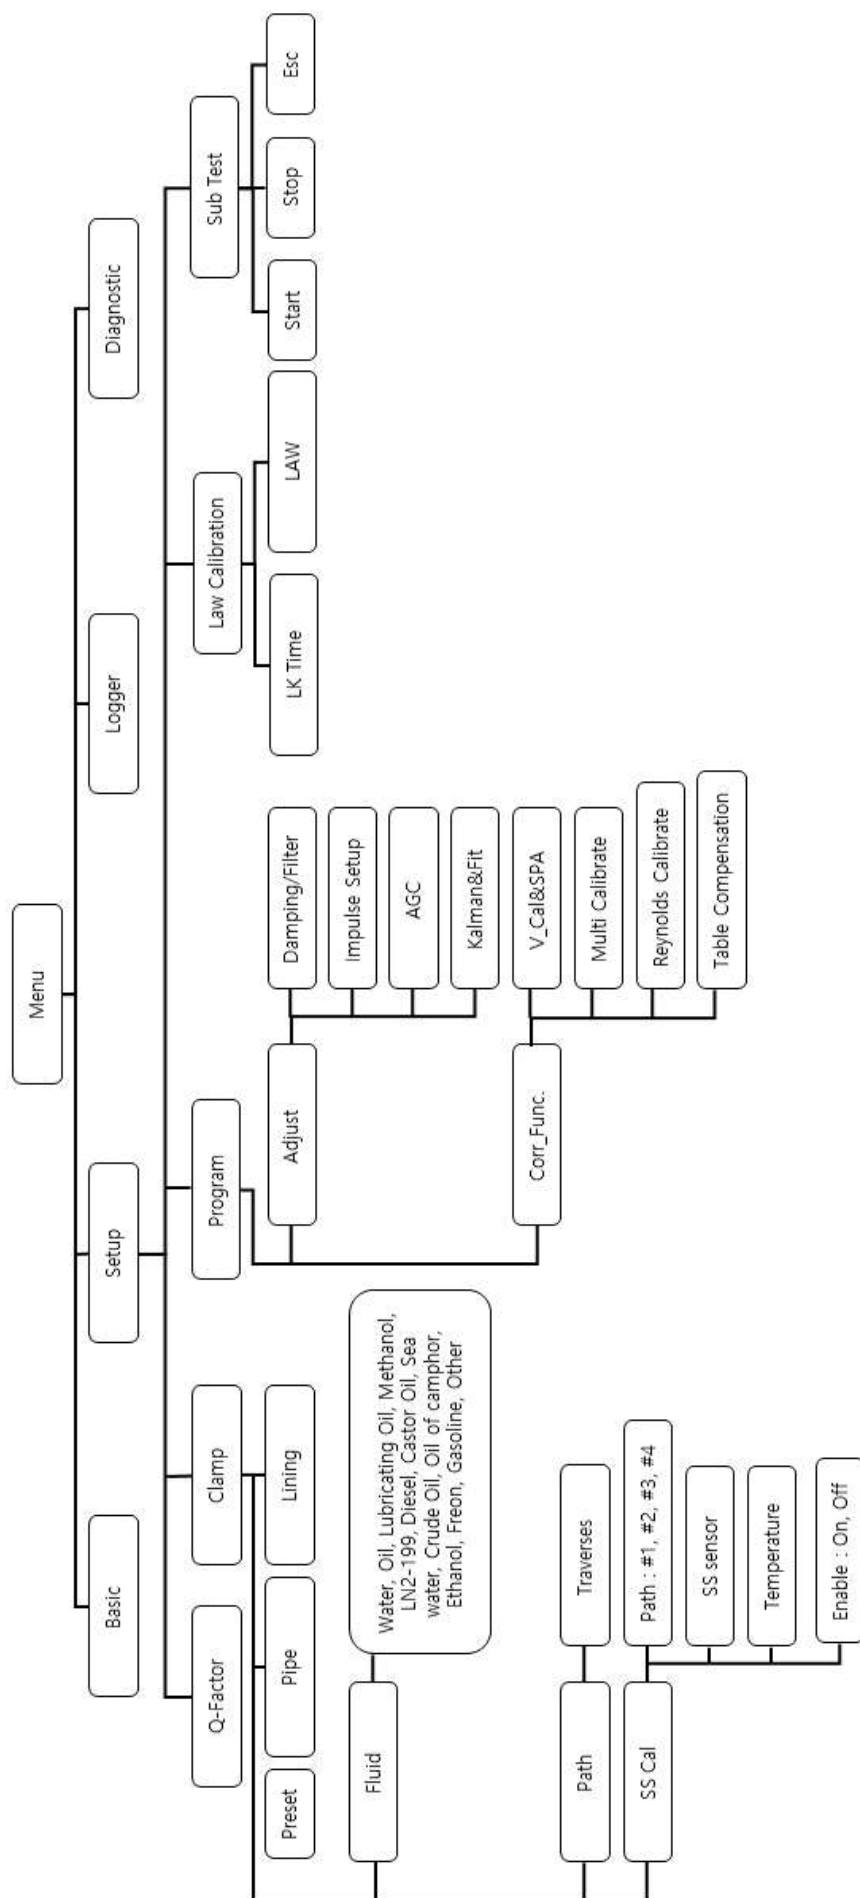 Menu
Basic
Setup
Logger
Diagnostic
Q-Factor
Clamp
Program
Law Calibration
Sub Test
Preset
Pipe
Lining
Adjust
Damping/Filter
Impulse Setup
AGC
Kalman&Fit
LK Time
LAW
Start
Stop
Esc
Fluid
Water, Oil, Lubricating Oil, Methanol,
LN2-199, Diesel, Castor Oil, Sea
water, Crude Oil, Oil of camphor,
Ethanol, Freon, Gasoline, Other
Corr_Func.
V_Cal&SPA
Multi Calibrate
Reynolds Calibrate
Table Compensation
Path
Traverses
SS Cal
Path : #1, #2, #3, #4
SS sensor
Temperature
Enable : On, Off